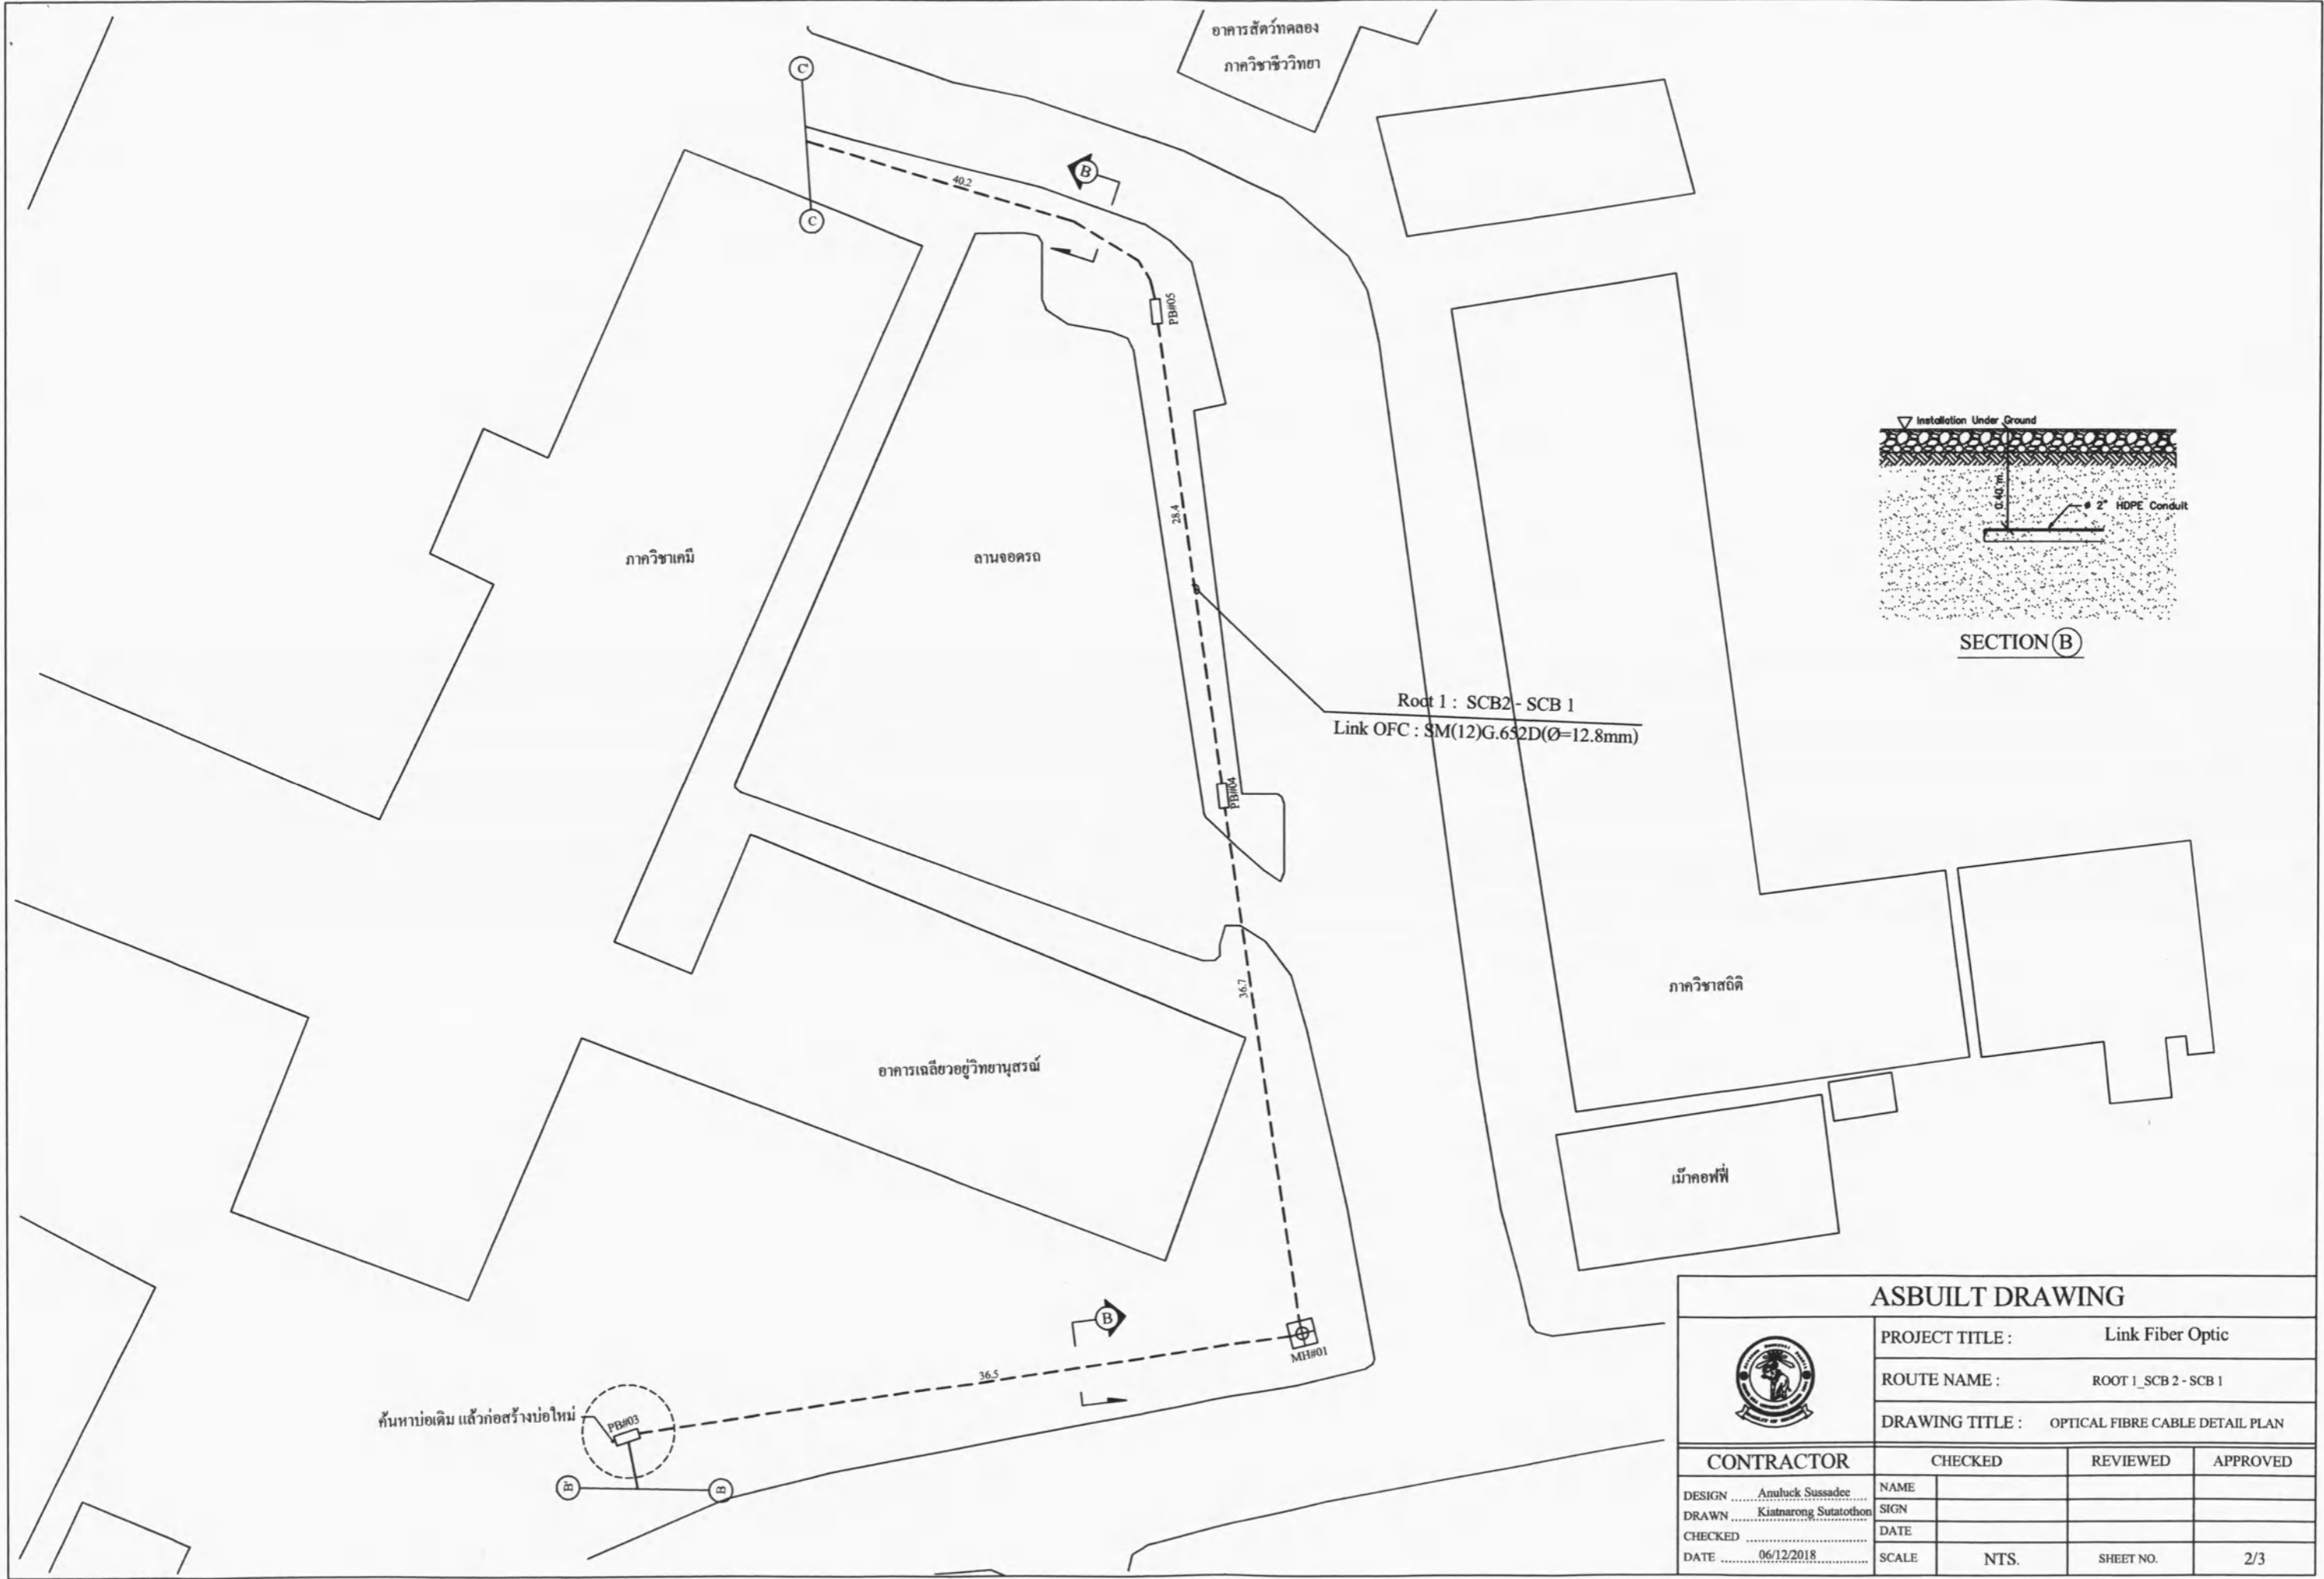 อาคารสัตว์ทดลอง
ภาควิชาชีววิทยา
C'
C
40.2
B
PB#05
28.4
ภาควิชาเคมี
ลานจอดรถ
Installation Under Ground
0.40 m.
ø 2" HDPE Conduit
SECTION B
Root 1 : SCB2 - SCB 1
Link OFC : SM(12)G.652D(Ø=12.8mm)
PB#04
36.7
ภาควิชาสถิติ
อาคารเฉลียวอยู่วิทยานุสรณ์
เม๊าคอฟฟี่
B
MH#01
36.5
ค้นหาบ่อเดิม แล้วก่อสร้างบ่อใหม่
PB#03
B'
B
ASBUILT DRAWING
PROJECT TITLE : Link Fiber Optic
ROUTE NAME : ROOT 1_SCB 2 - SCB 1
DRAWING TITLE : OPTICAL FIBRE CABLE DETAIL PLAN
CONTRACTOR CHECKED REVIEWED APPROVED
DESIGN Anuluck Sussadee NAME
DRAWN Kiatnarong Sutatothon SIGN
CHECKED DATE
DATE 06/12/2018 SCALE NTS. SHEET NO. 2/3